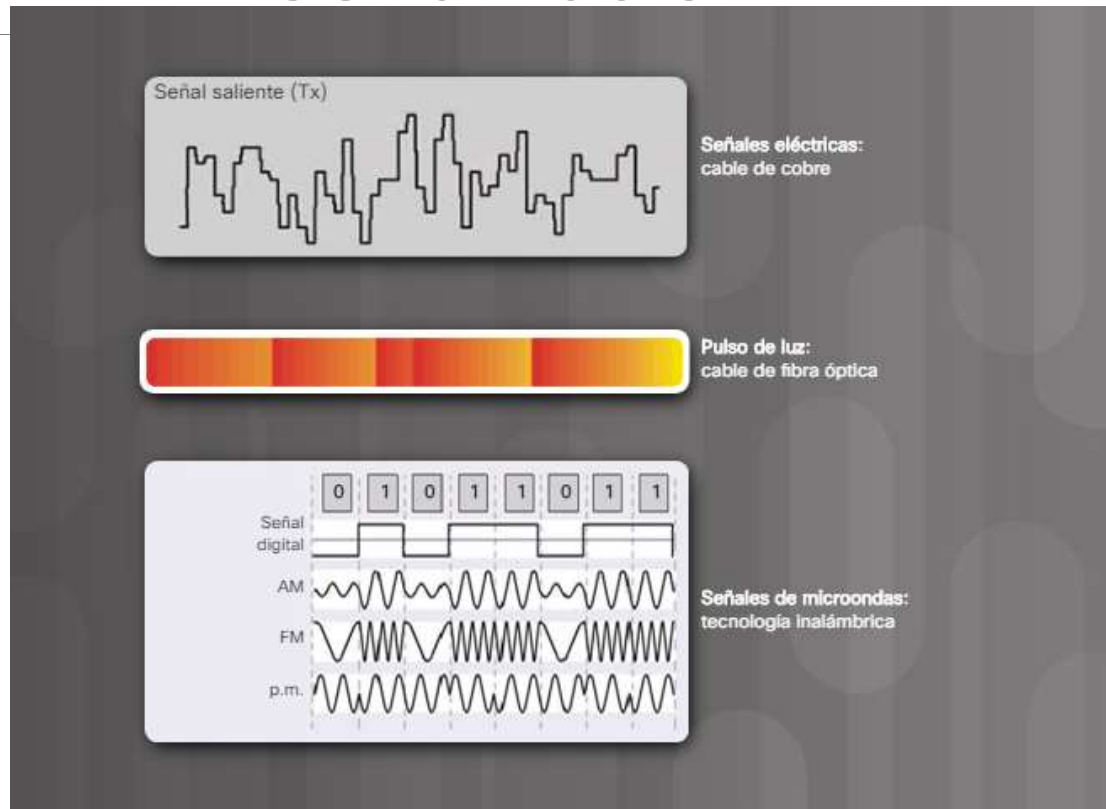 Señal saliente (Tx)
Señales eléctricas:
cable de cobre
Pulso de luz:
cable de fibra óptica
0 1 0 1 1 0 1 1
Señal
digital
AM
FM
p.m.
Señales de microondas:
tecnología inalámbrica